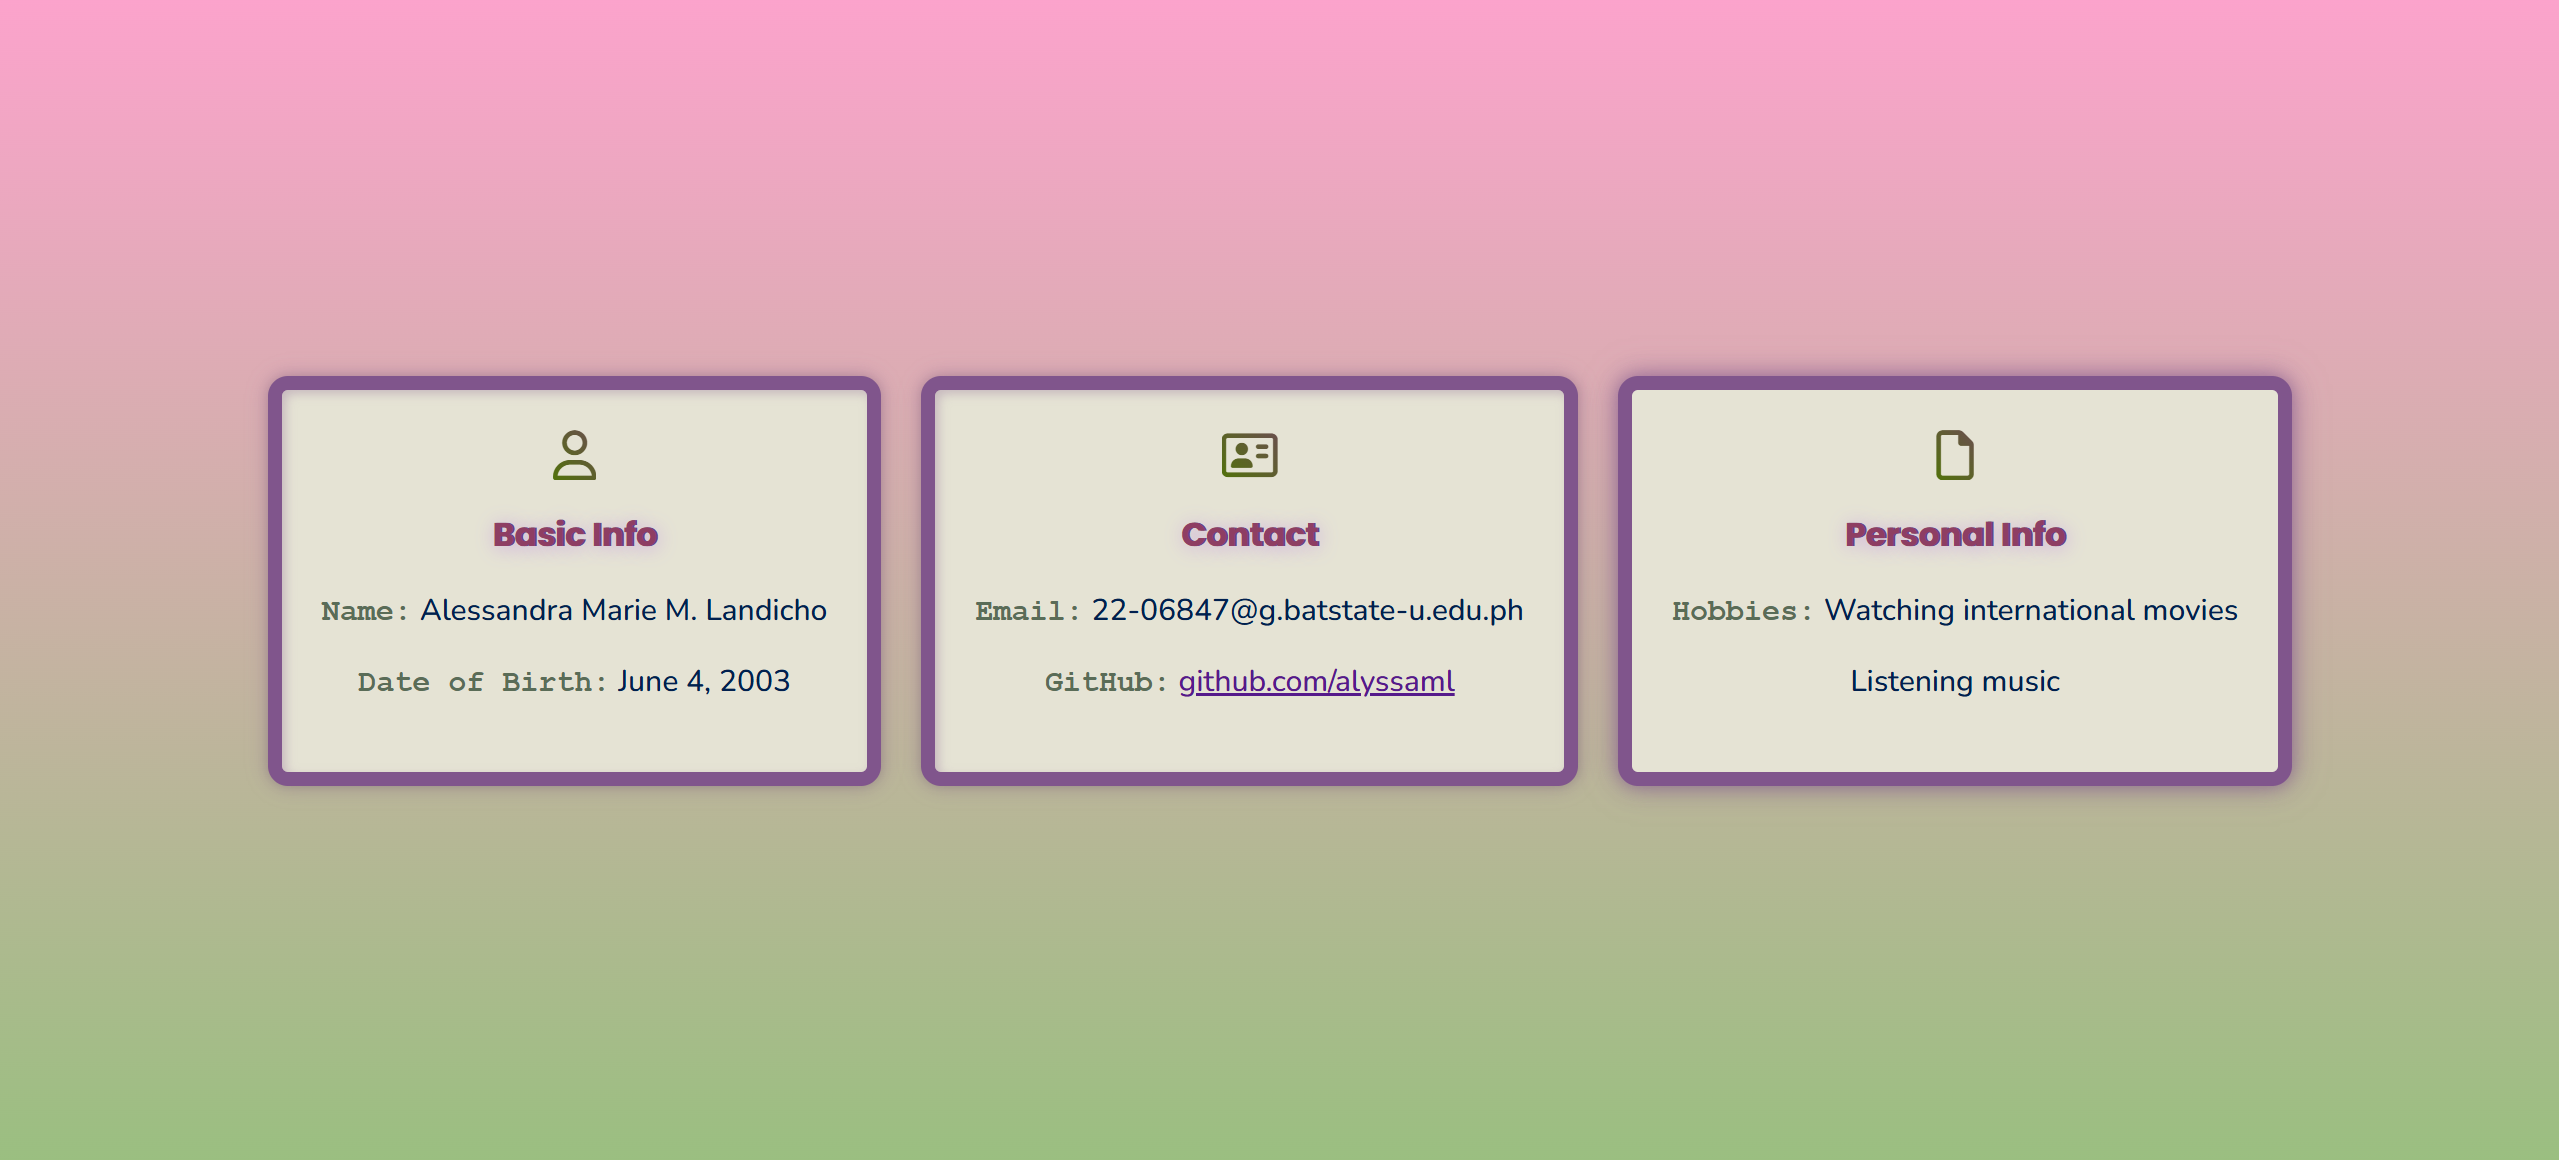 Basic Info
Name: Alessandra Marie M. Landicho
Date of Birth: June 4, 2003
Contact
Email: 22-06847@g.batstate-u.edu.ph
GitHub: github.com/alyssaml
Personal Info
Hobbies: Watching international movies
Listening music